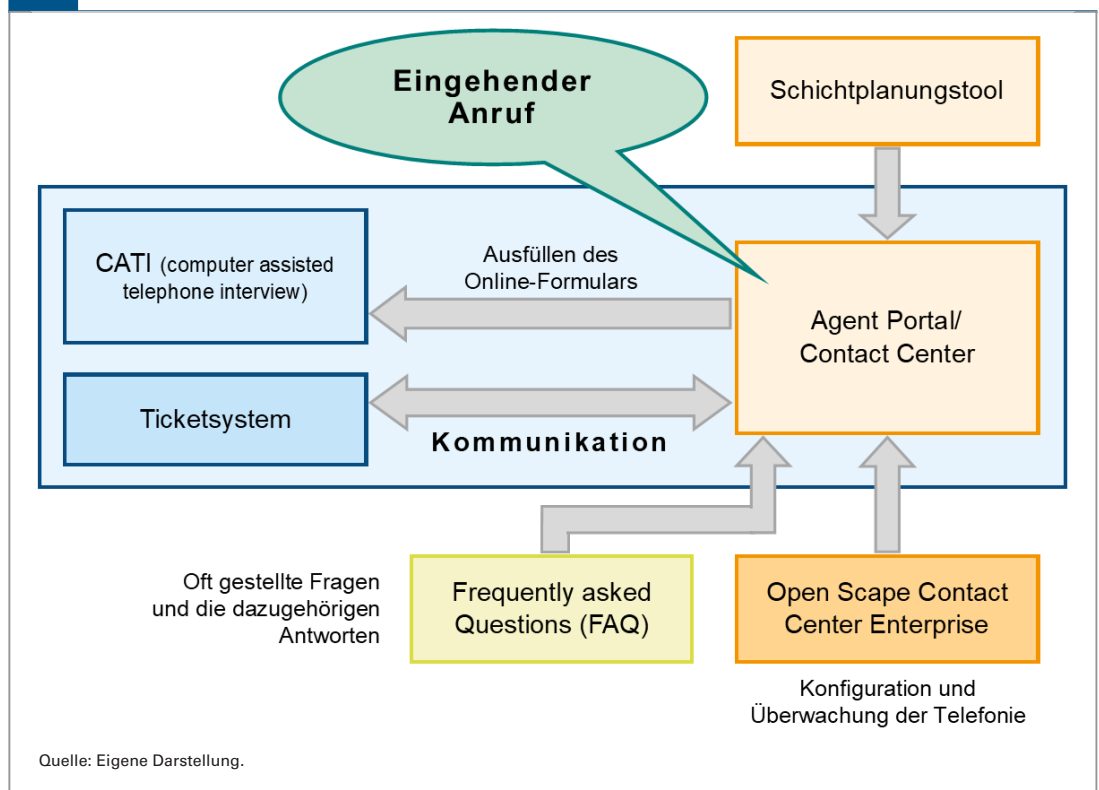 Eingehender
Anruf
Schichtplanungstool
CATI (computer assisted
telephone interview)
Ausfüllen des
Online-Formulars
Agent Portal/
Contact Center
Ticketsystem
Kommunikation
Oft gestellte Fragen
und die dazugehörigen
Antworten
Frequently asked
Questions (FAQ)
Open Scape Contact
Center Enterprise
Konfiguration und
Überwachung der Telefonie
Quelle: Eigene Darstellung.